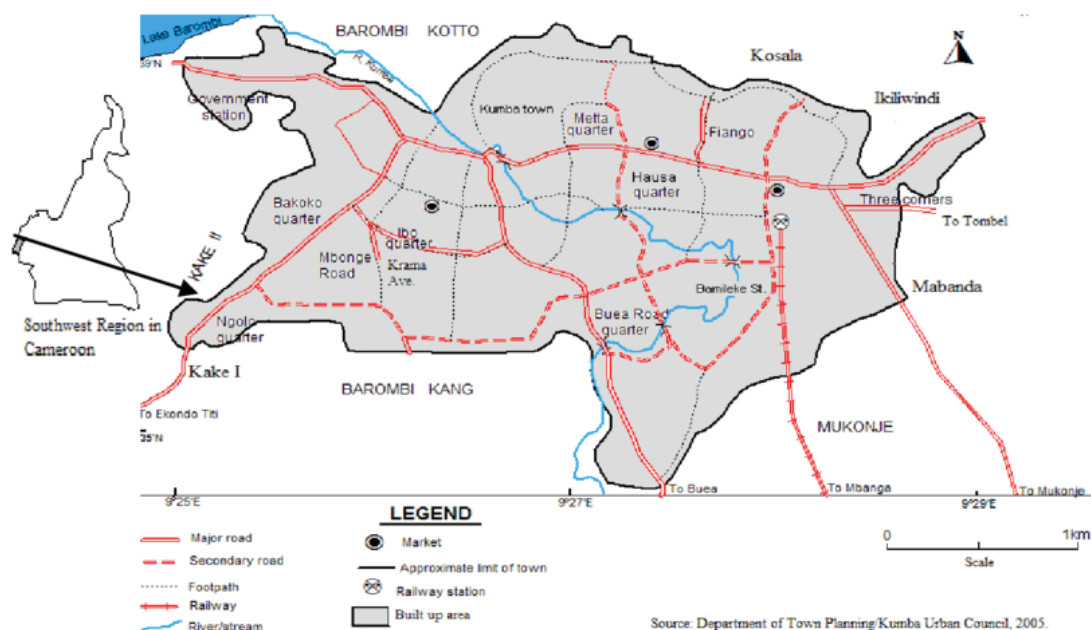 Lake Barombi
BAROMBI KOTTO
Kosala
N
39'N
R. Kumba
Government
station
Kumba town
Metta
quarter
Fiango
Ikiliwindi
Hausa
quarter
Three corners
To Tombel
Bakoko
quarter
Ibo
quarter
Mbonge
Road
Krama
Ave.
KAKE II
Bamileke St.
Mabanda
Southwest Region in
Cameroon
Ngolo
quarter
Buea Road
quarter
Kake I
BAROMBI KANG
To Ekondo Titi
35'N
MUKONJE
To Buea
To Mbanga
To Mukonje
9°25'E
9°27'E
9°29'E
LEGEND
Major road
Secondary road
Footpath
Railway
River/stream
Market
Approximate limit of town
Railway station
Built up area
0
1km
Scale
Source: Department of Town Planning/Kumba Urban Council, 2005.